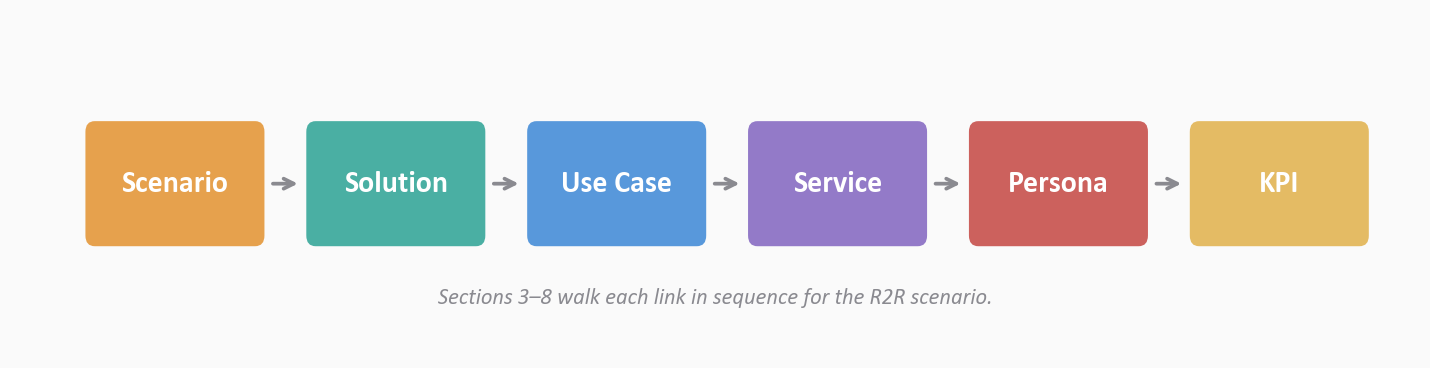 Scenario
Solution
Use Case
Service
Persona
KPI
Sections 3–8 walk each link in sequence for the R2R scenario.